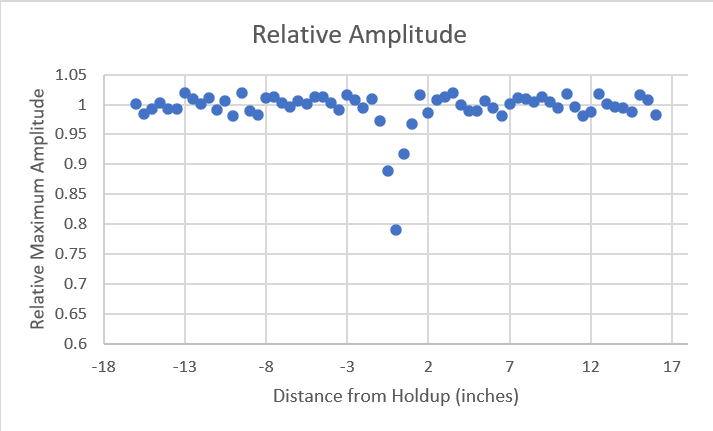 Relative Amplitude
Relative Maximum Amplitude
1.05
1
0.95
0.9
0.85
0.8
0.75
0.7
0.65
0.6
-18 -13 -8 -3 2 7 12 17
Distance from Holdup (inches)